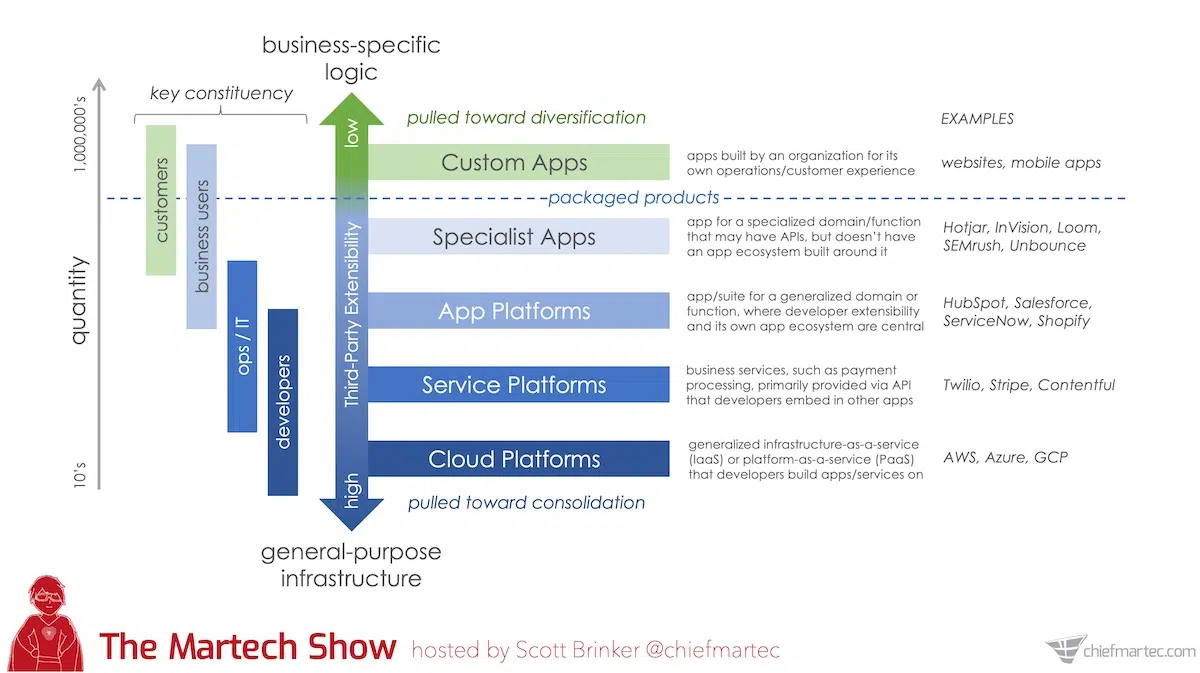 business-specific
logic
key constituency
1,000,000's
quantity
10's
customers
business users
ops / IT
developers
low
Third-Party Extensibility
high
pulled toward diversification
EXAMPLES
Custom Apps
apps built by an organization for its
own operations/customer experience
websites, mobile apps
packaged products
Specialist Apps
app for a specialized domain/function
that may have APIs, but doesn't have
an app ecosystem built around it
Hotjar, InVision, Loom,
SEMrush, Unbounce
App Platforms
app/suite for a generalized domain or
function, where developer extensibility
and its own app ecosystem are central
HubSpot, Salesforce,
ServiceNow, Shopify
Service Platforms
business services, such as payment
processing, primarily provided via API
that developers embed in other apps
Twilio, Stripe, Contentful
Cloud Platforms
generalized infrastructure-as-a-service
(IaaS) or platform-as-a-service (PaaS)
that developers build apps/services on
AWS, Azure, GCP
pulled toward consolidation
general-purpose
infrastructure
The Martech Show hosted by Scott Brinker @chiefmartec
chiefmartec.com